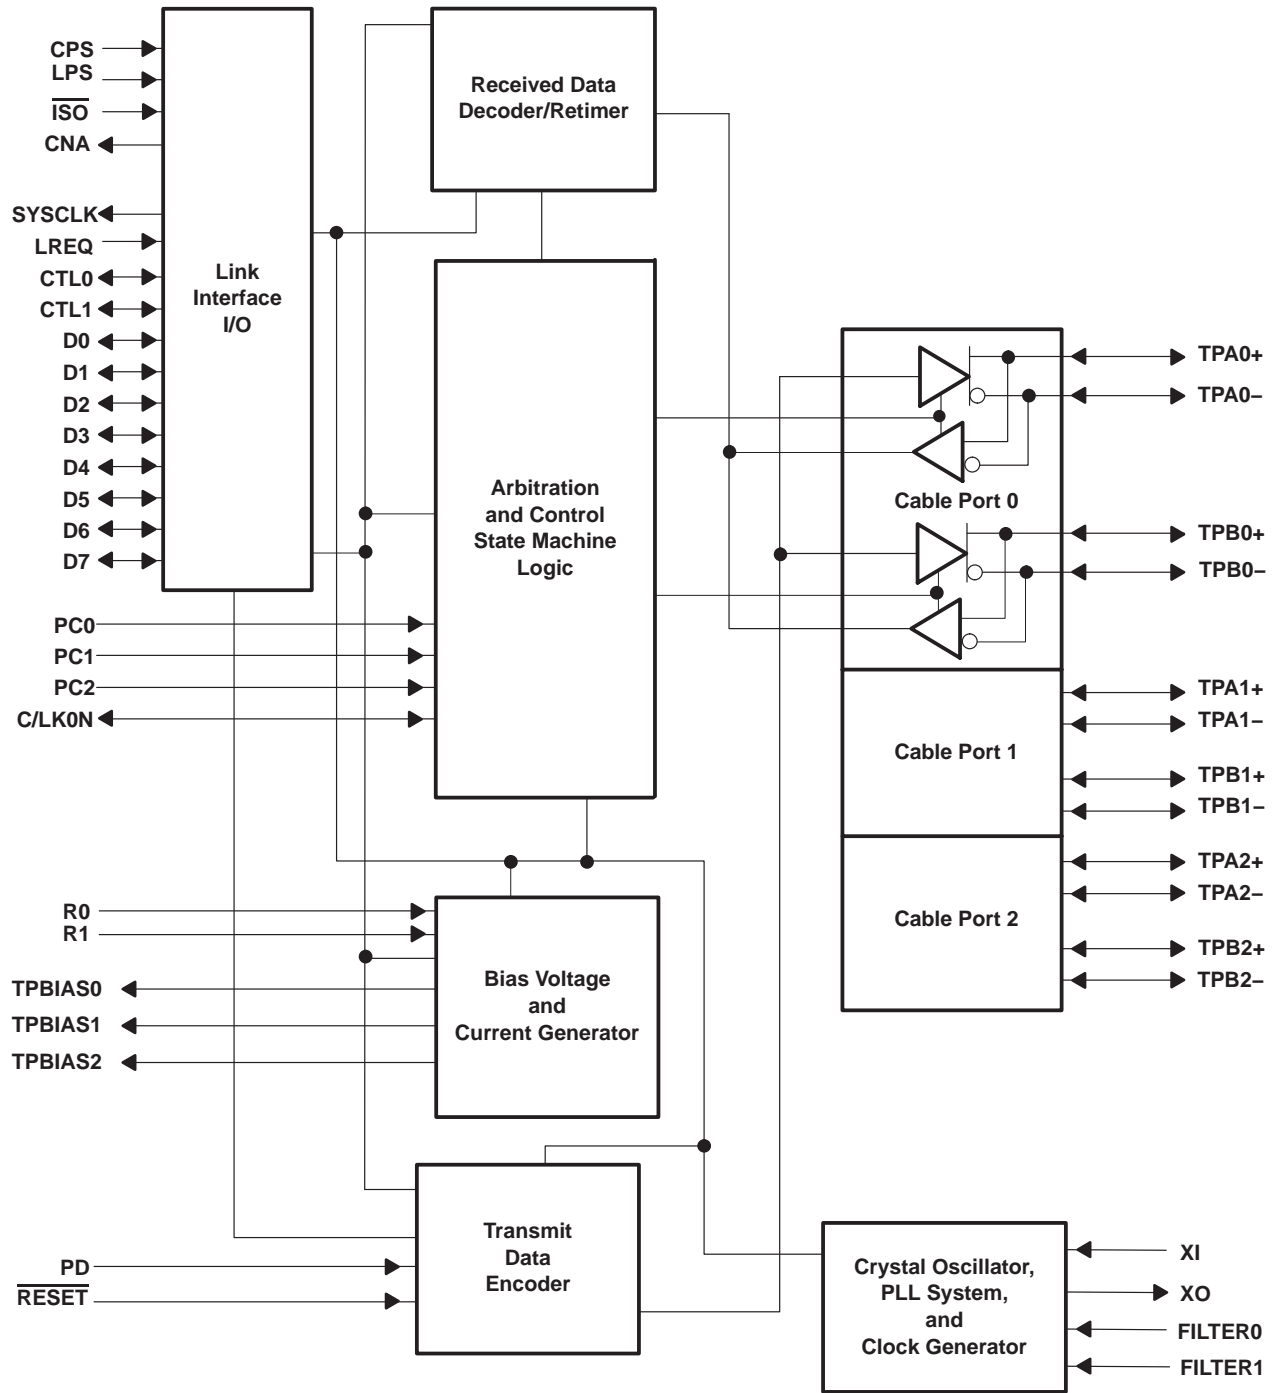 CPS
LPS
ISO
CNA
SYSCLK
LREQ
CTL0
CTL1
D0
D1
D2
D3
D4
D5
D6
D7
Link
Interface
I/O
Received Data
Decoder/Retimer
Arbitration
and Control
State Machine
Logic
PC0
PC1
PC2
C/LK0N
Cable Port 0
TPA0+
TPA0–
TPB0+
TPB0–
Cable Port 1
TPA1+
TPA1–
TPB1+
TPB1–
Cable Port 2
TPA2+
TPA2–
TPB2+
TPB2–
R0
R1
TPBIAS0
TPBIAS1
TPBIAS2
Bias Voltage
and
Current Generator
Transmit
Data
Encoder
PD
RESET
Crystal Oscillator,
PLL System,
and
Clock Generator
XI
XO
FILTER0
FILTER1